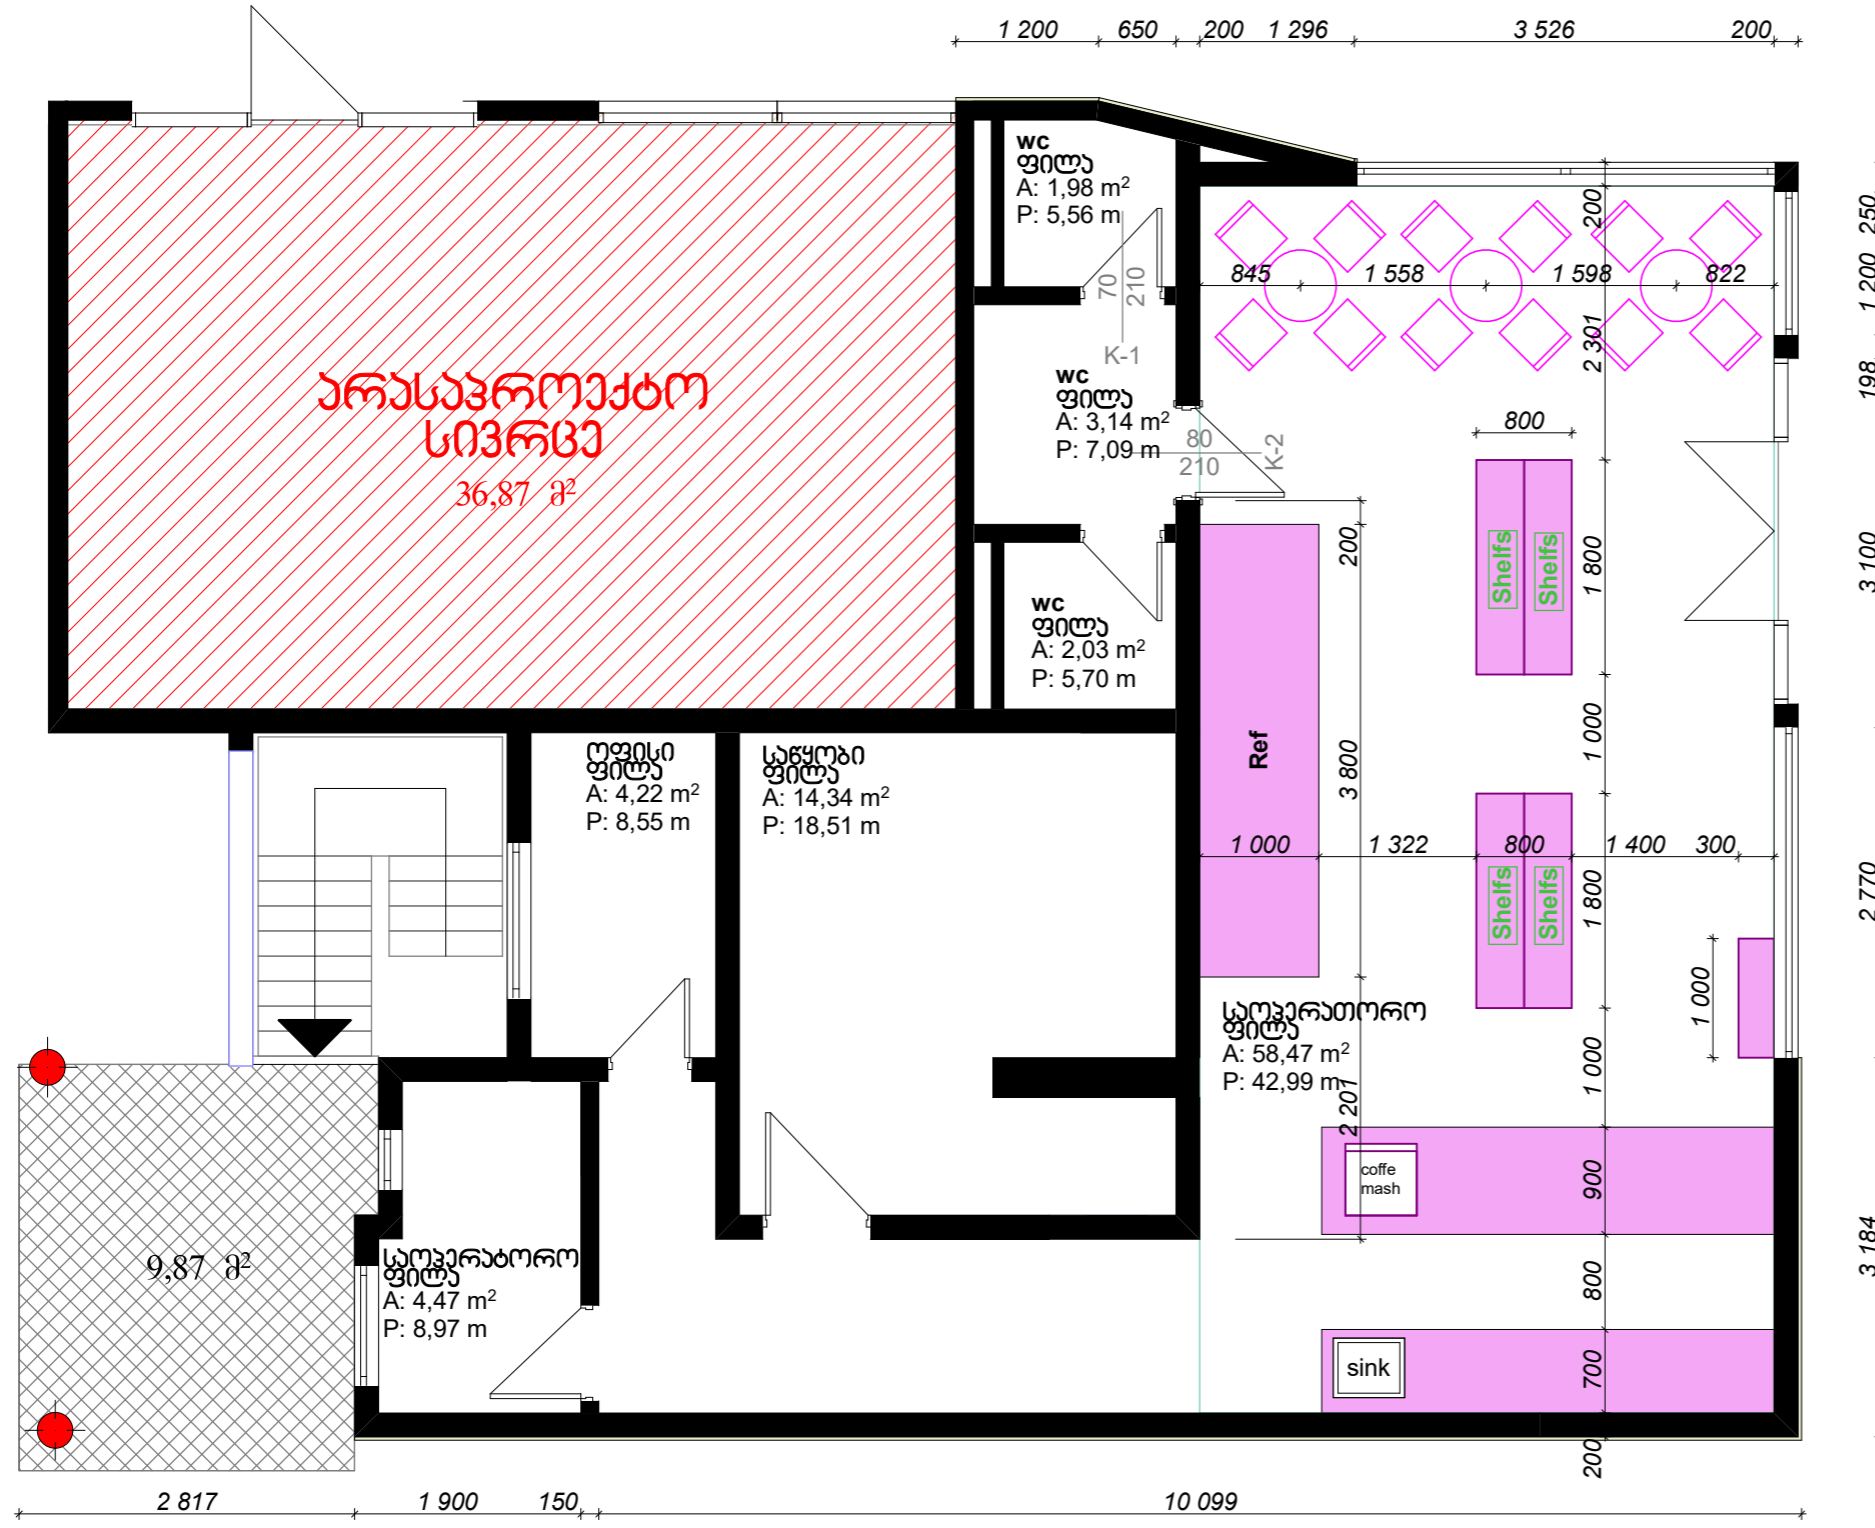 1 200 650 200 1 296 3 526 200
wc
ფილა
A: 1,98 m²
P: 5,56 m
70
210
K-1
არასაპროექტო
სივრცე
36,87 მ²
wc
ფილა
A: 3,14 m²
P: 7,09 m
80
210
K-2
wc
ფილა
A: 2,03 m²
P: 5,70 m
200
845 1 558 1 598 822
2 301
800
Shelfs Shelfs
1 800
200
1 000
Ref
3 800
1 000 1 322 800 1 400 300
Shelfs Shelfs
1 800
1 000
1 000
250
1 200
198
3 100
2 770
3 184
ოფისი
ფილა
A: 4,22 m²
P: 8,55 m
საწყობი
ფილა
A: 14,34 m²
P: 18,51 m
საოპერათორო
ფილა
A: 58,47 m²
P: 42,99 m
2 201
coffe
mash
900
800
sink
700
200
საოპერატორო
ფილა
A: 4,47 m²
P: 8,97 m
9,87 მ²
2 817 1 900 150 10 099